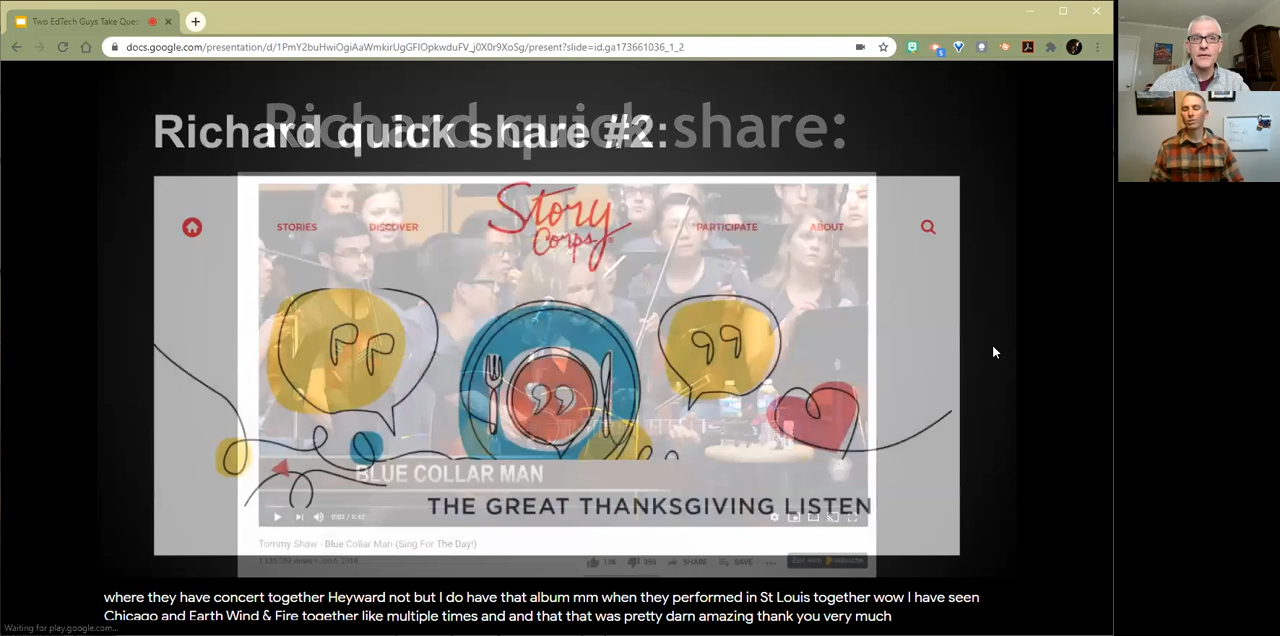 Two EdTech Guys Take Que
docs.google.com/presentation/d/1PmY2buHwiOgiAaWmkirUgGFIOpkwduFV_j0X0r9XoSg/present?slide=id.ga173661036_1_2
Richard quick share:
Richard quick share #2:
STORIES
DISCOVER
Story
Corps
PARTICIPATE
ABOUT
BLUE COLLAR MAN
THE GREAT THANKSGIVING LISTEN
Tommy Shaw - Blue Collar Man (Sing For The Day!)
SHARE
SAVE
where they have concert together Heyward not but I do have that album mm when they performed in St Louis together wow I have seen
Chicago and Earth Wind & Fire together like multiple times and and that that was pretty darn amazing thank you very much
Waiting for play.google.com...